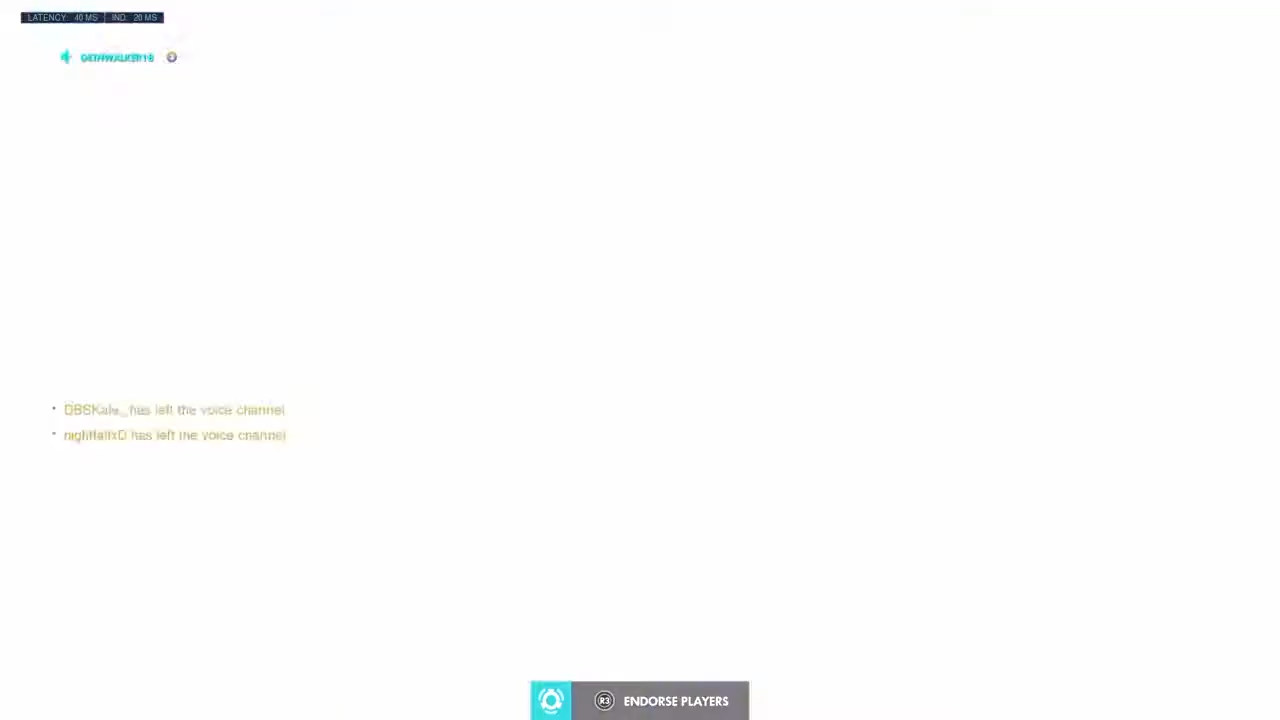 LATENCY: 40 MS IND: 20 MS
has left the voice channel
nightfallxD has left the voice channel
R3 ENDORSE PLAYERS